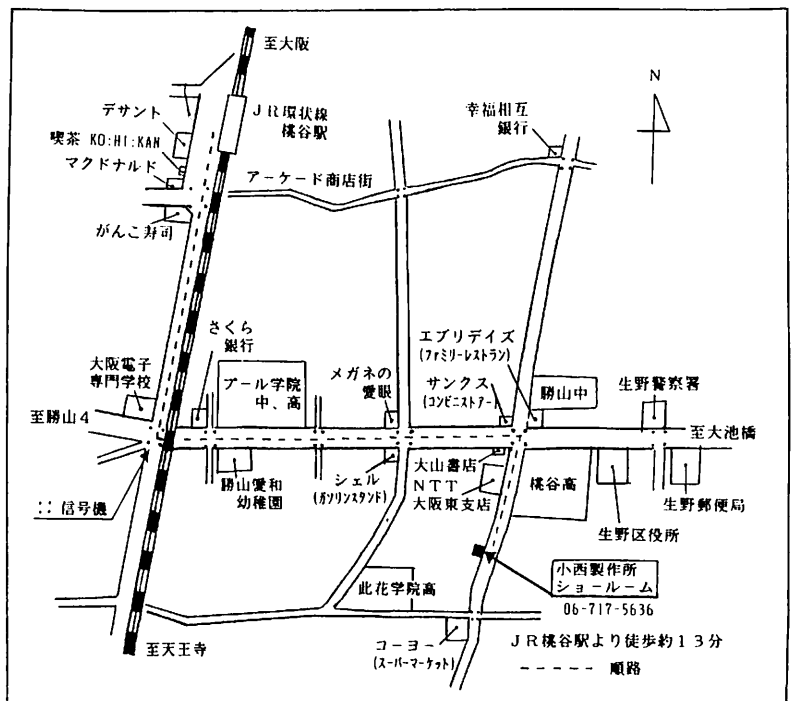 至大阪
N
デサント
JR環状線
桃谷駅
幸福相互
銀行
喫茶 KO:HI:KAN
マクドナルド
アーケード商店街
がんこ寿司
さくら
銀行
エブリデイズ
(ファミリーレストラン)
大阪電子
専門学校
プール学院
中、高
メガネの
愛眼
サンクス
(コンビニストアー)
勝山中
生野警察署
至勝山4
至大池橋
勝山愛和
幼稚園
シェル
(ガソリンスタンド)
大山書店
NTT
大阪東支店
桃谷高
生野郵便局
:: 信号機
生野区役所
此花学院高
小西製作所
ショールーム
06-717-5636
コーヨー
(スーパーマーケット)
至天王寺
JR桃谷駅より徒歩約13分
----- 順路